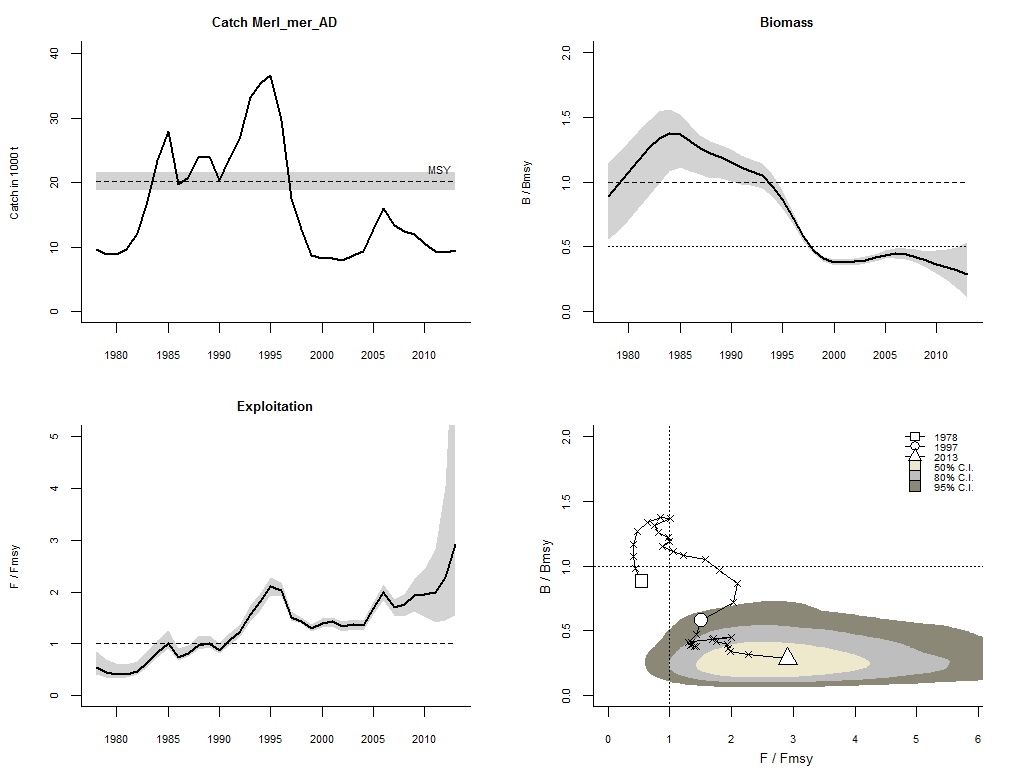 Catch Merl_mer_AD
Catch in 1000 t
40
30
20
10
0
MSY
1980 1985 1990 1995 2000 2005 2010
Biomass
B / Bmsy
2.0
1.5
1.0
0.5
0.0
1980 1985 1990 1995 2000 2005 2010
Exploitation
F / Fmsy
5
4
3
2
1
0
1980 1985 1990 1995 2000 2005 2010
B / Bmsy
2.0
1.5
1.0
0.5
0.0
1978
1997
2013
50% C.I.
80% C.I.
95% C.I.
0 1 2 3 4 5 6
F / Fmsy